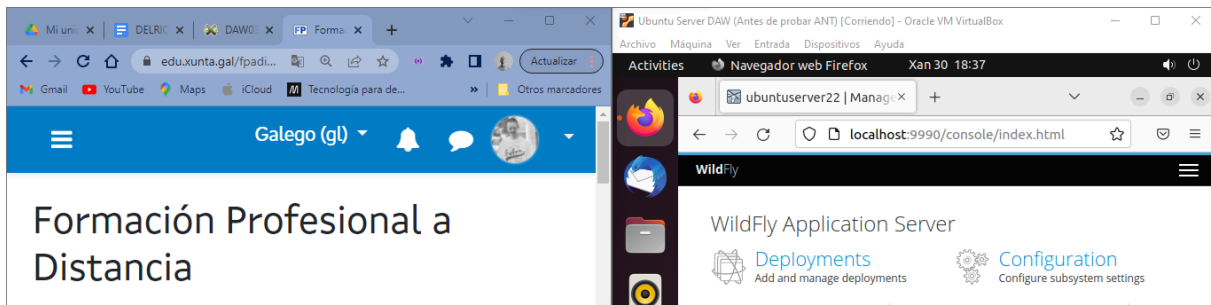 Mi uni
DELRIC
DAW0
Forma
edu.xunta.gal/fpadi...
Actualizar
Gmail
YouTube
Maps
iCloud
Tecnología para de...
»
Otros marcadores
Galego (gl)
Formación Profesional a
Distancia
Ubuntu Server DAW (Antes de probar ANT) [Corriendo] - Oracle VM VirtualBox
Archivo Máquina Ver Entrada Dispositivos Ayuda
Activities
Navegador web Firefox
Xan 30 18:37
ubuntuserver22 | Manage
localhost:9990/console/index.html
WildFly
WildFly Application Server
Deployments
Add and manage deployments
Configuration
Configure subsystem settings